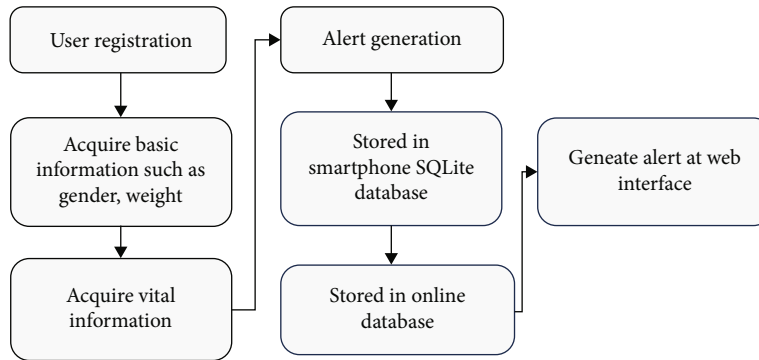 User registration
Acquire basic
information such as
gender, weight
Acquire vital
information
Alert generation
Stored in
smartphone SQLite
database
Stored in online
database
Geneate alert at web
interface